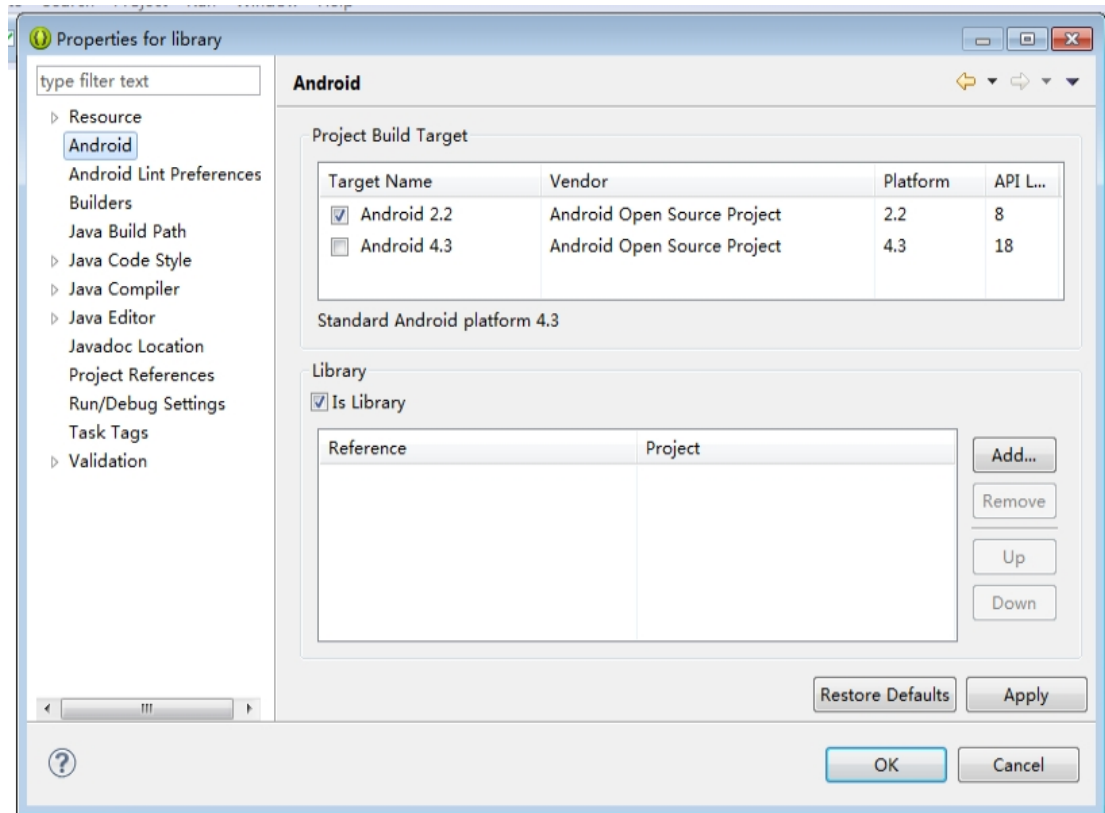 Properties for library
type filter text
Resource
Android
Android Lint Preferences
Builders
Java Build Path
Java Code Style
Java Compiler
Java Editor
Javadoc Location
Project References
Run/Debug Settings
Task Tags
Validation
Android
Project Build Target
Target Name Vendor Platform API L...
Android 2.2 Android Open Source Project 2.2 8
Android 4.3 Android Open Source Project 4.3 18
Standard Android platform 4.3
Library
Is Library
Reference Project
Add...
Remove
Up
Down
Restore Defaults Apply
OK Cancel